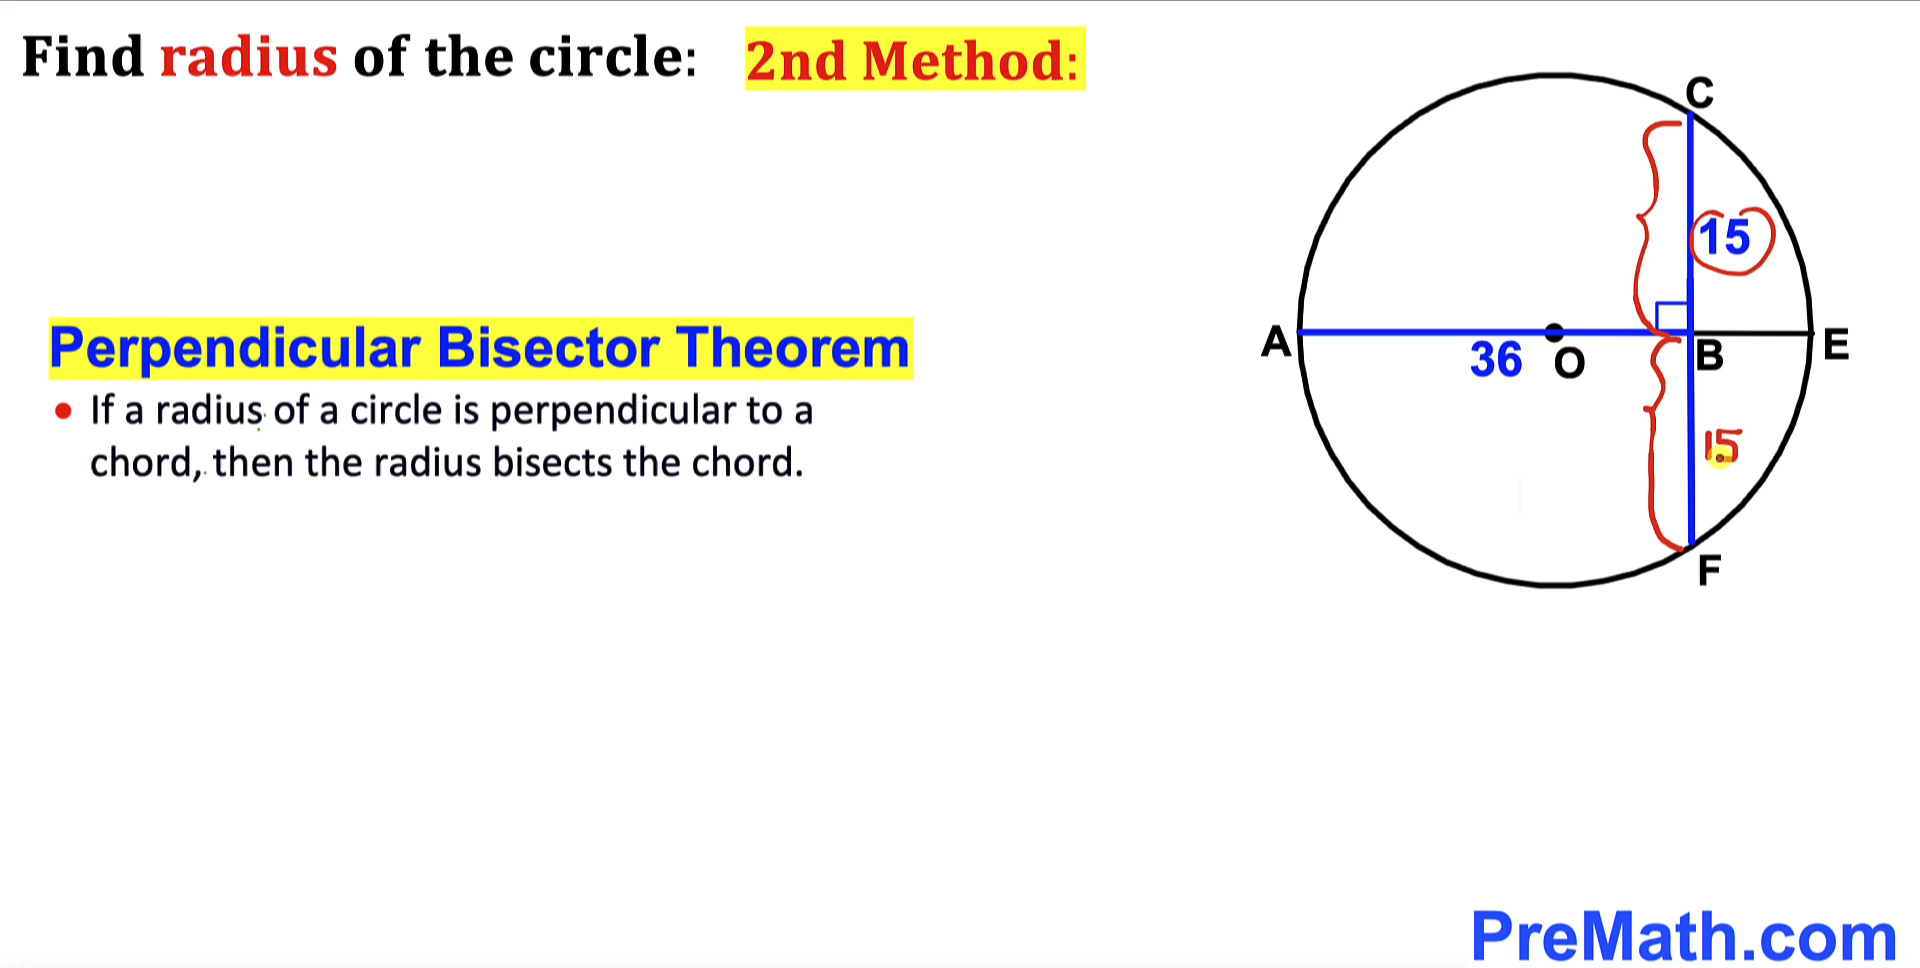 Find radius of the circle: 2nd Method:
C
15
Perpendicular Bisector Theorem
A
36
O
B
E
• If a radius of a circle is perpendicular to a
chord, then the radius bisects the chord.
15
F
PreMath.com